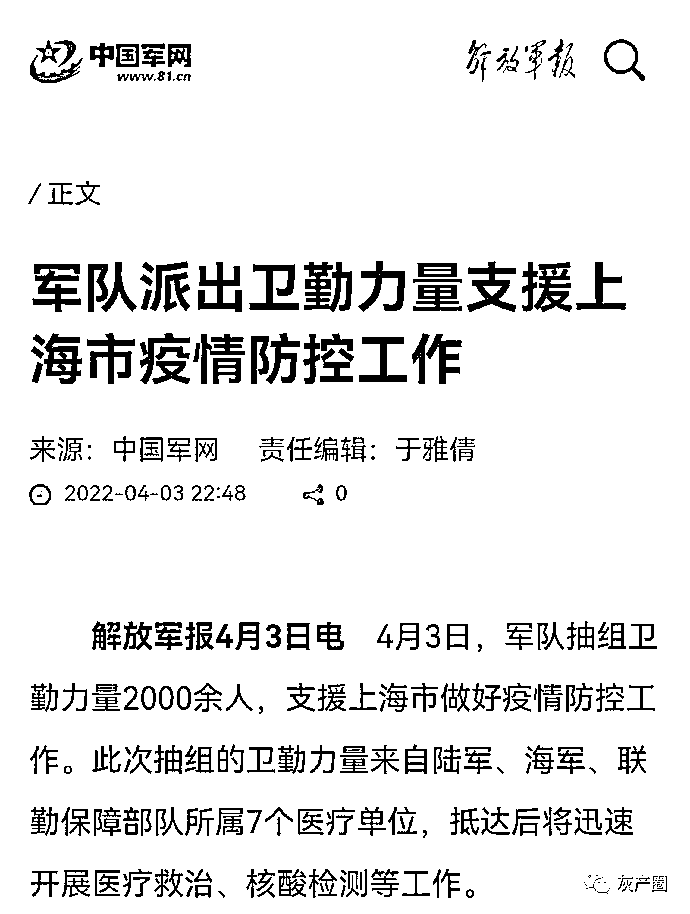 中国军网
www.81.cn
解放军报
/ 正文
军队派出卫勤力量支援上
海市疫情防控工作
来源：中国军网 责任编辑：于雅倩
2022-04-03 22:48 0
解放军报4月3日电 4月3日，军队抽组卫
勤力量2000余人，支援上海市做好疫情防控工
作。此次抽组的卫勤力量来自陆军、海军、联
勤保障部队所属7个医疗单位，抵达后将迅速
开展医疗救治、核酸检测等工作。
灰产圈